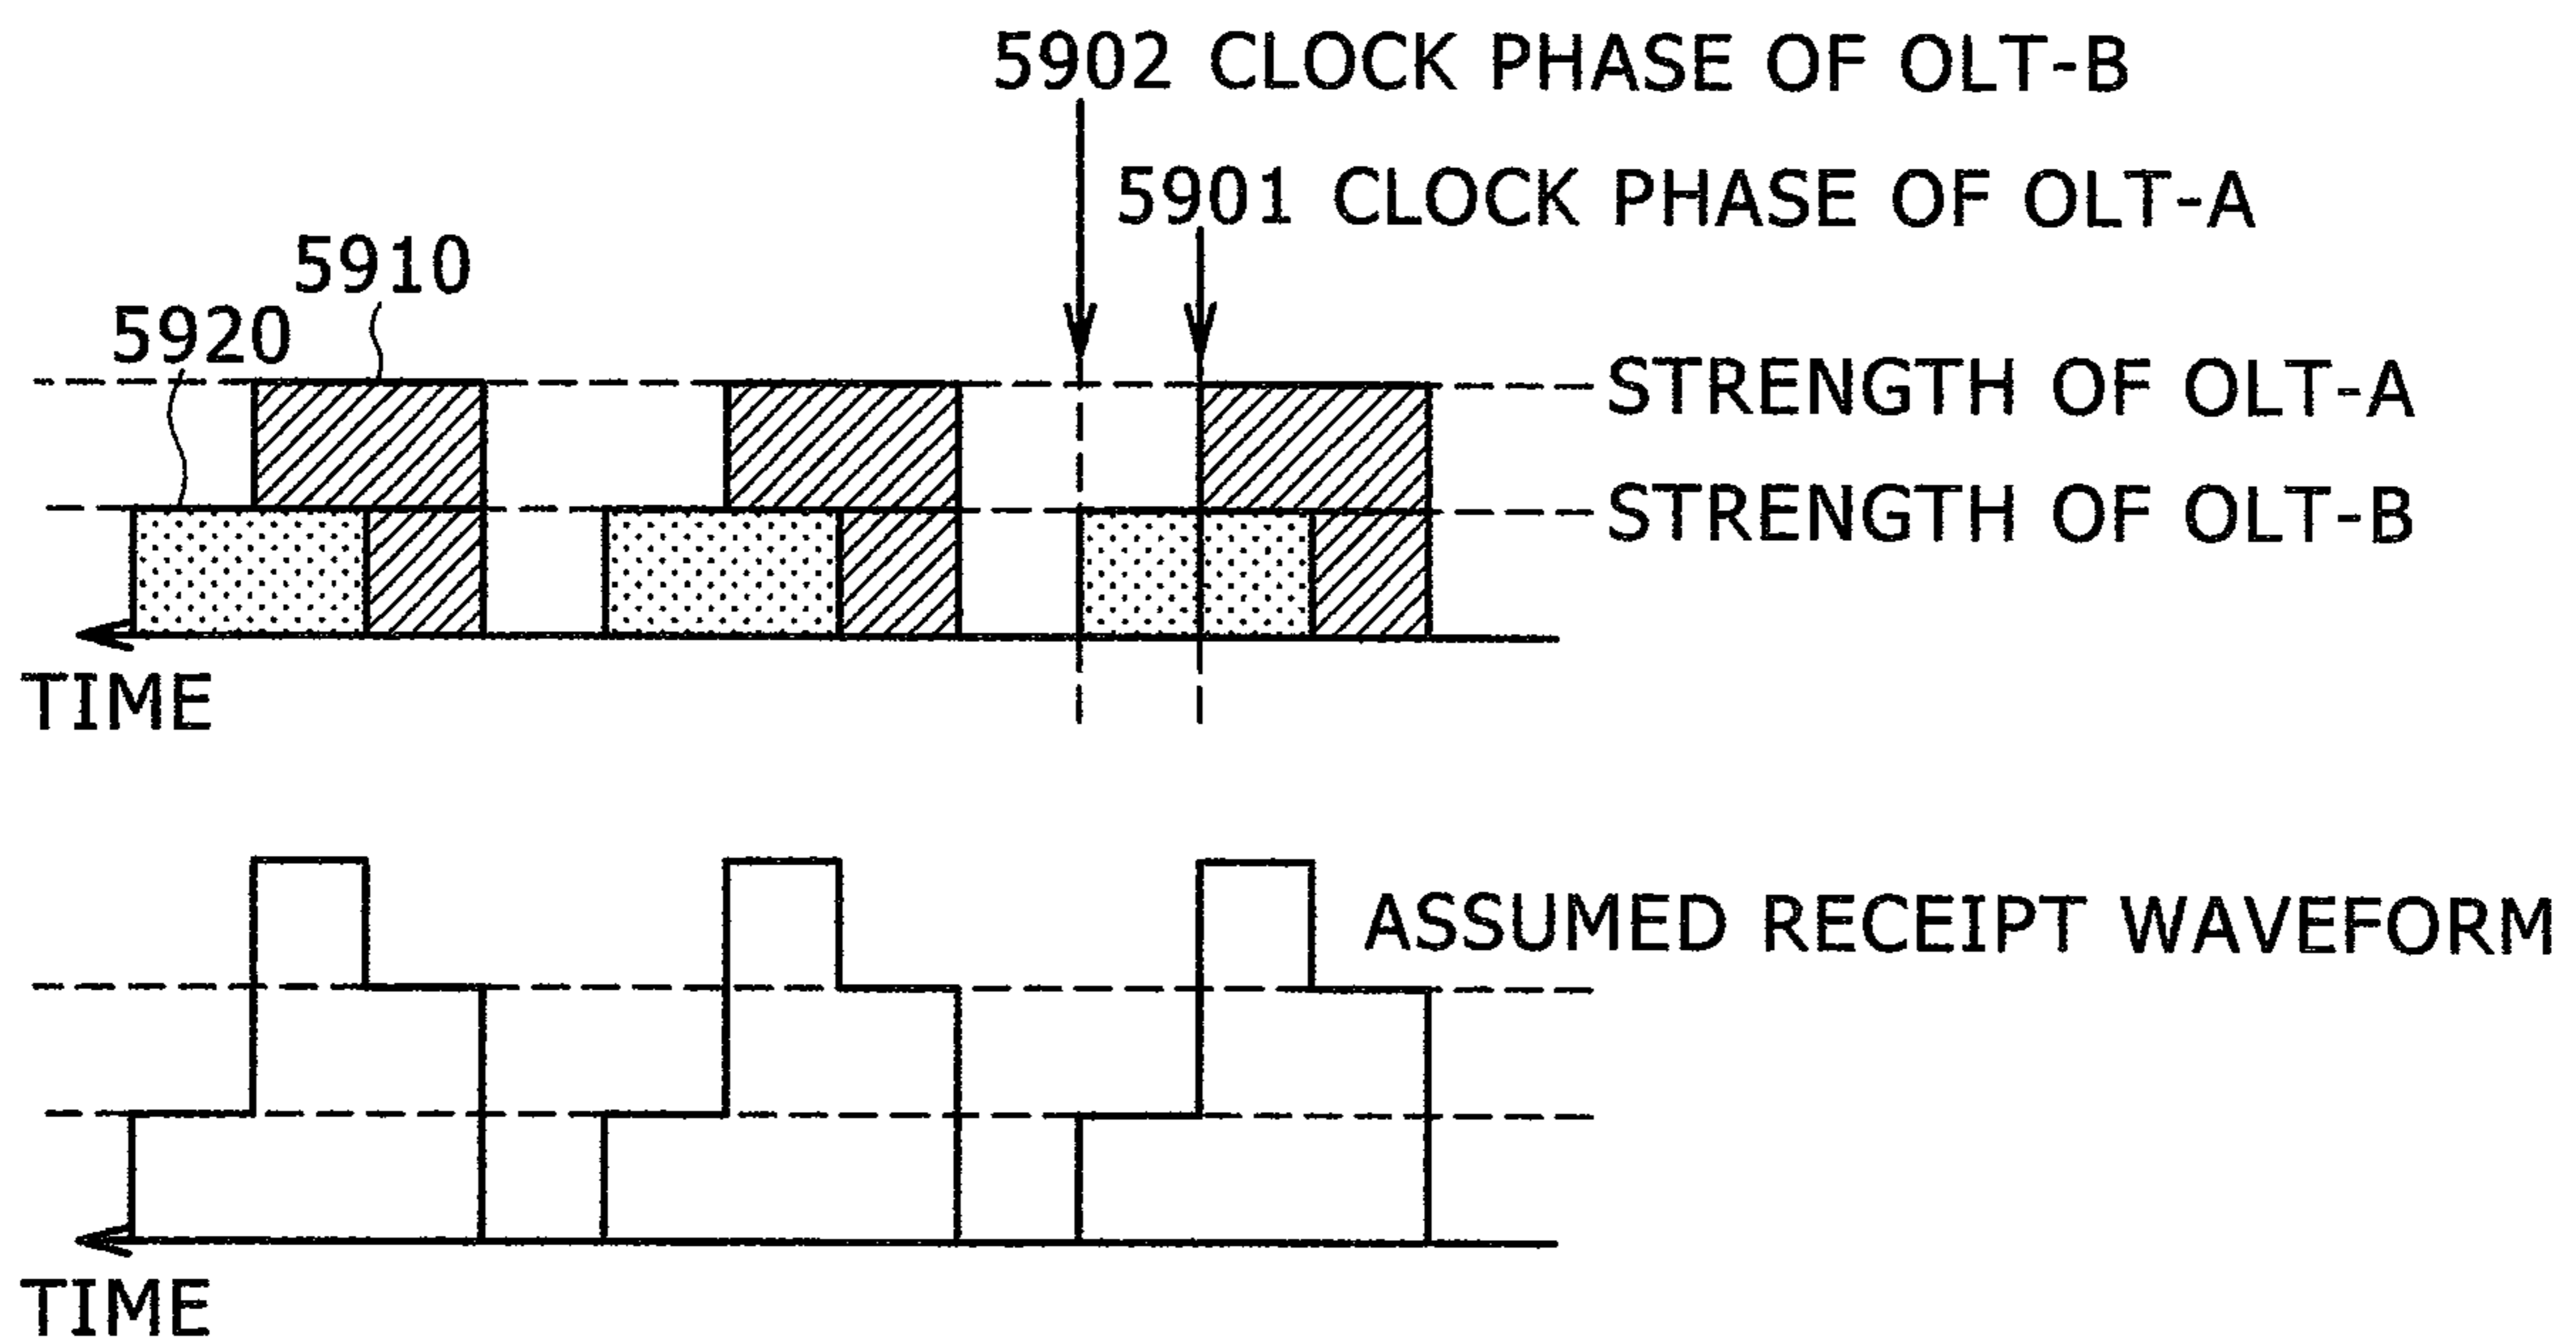 5902 CLOCK PHASE OF OLT-B
5901 CLOCK PHASE OF OLT-A
5910
5920
STRENGTH OF OLT-A
STRENGTH OF OLT-B
TIME
ASSUMED RECEIPT WAVEFORM
TIME